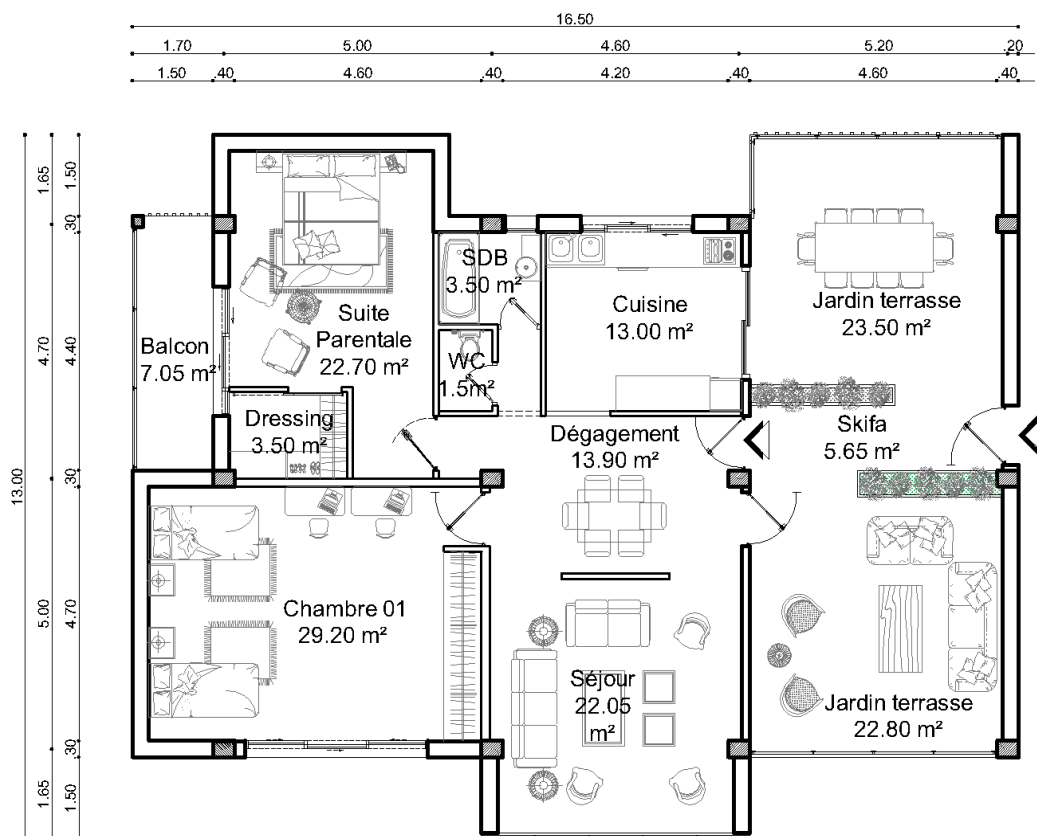 16.50
1.70 5.00 4.60 5.20 .20
1.50 .40 4.60 .40 4.20 .40 4.60 .40
13.00
1.65 4.70 5.00 1.65
1.50 .30 4.40 .30 4.70 .30 1.50
SDB
3.50 m²
Cuisine
13.00 m²
Jardin terrasse
23.50 m²
Suite
Parentale
22.70 m²
Balcon
7.05 m²
WC
1.5m²
Dressing
3.50 m²
Dégagement
13.90 m²
Skifa
5.65 m²
Chambre 01
29.20 m²
Séjour
22.05
m²
Jardin terrasse
22.80 m²